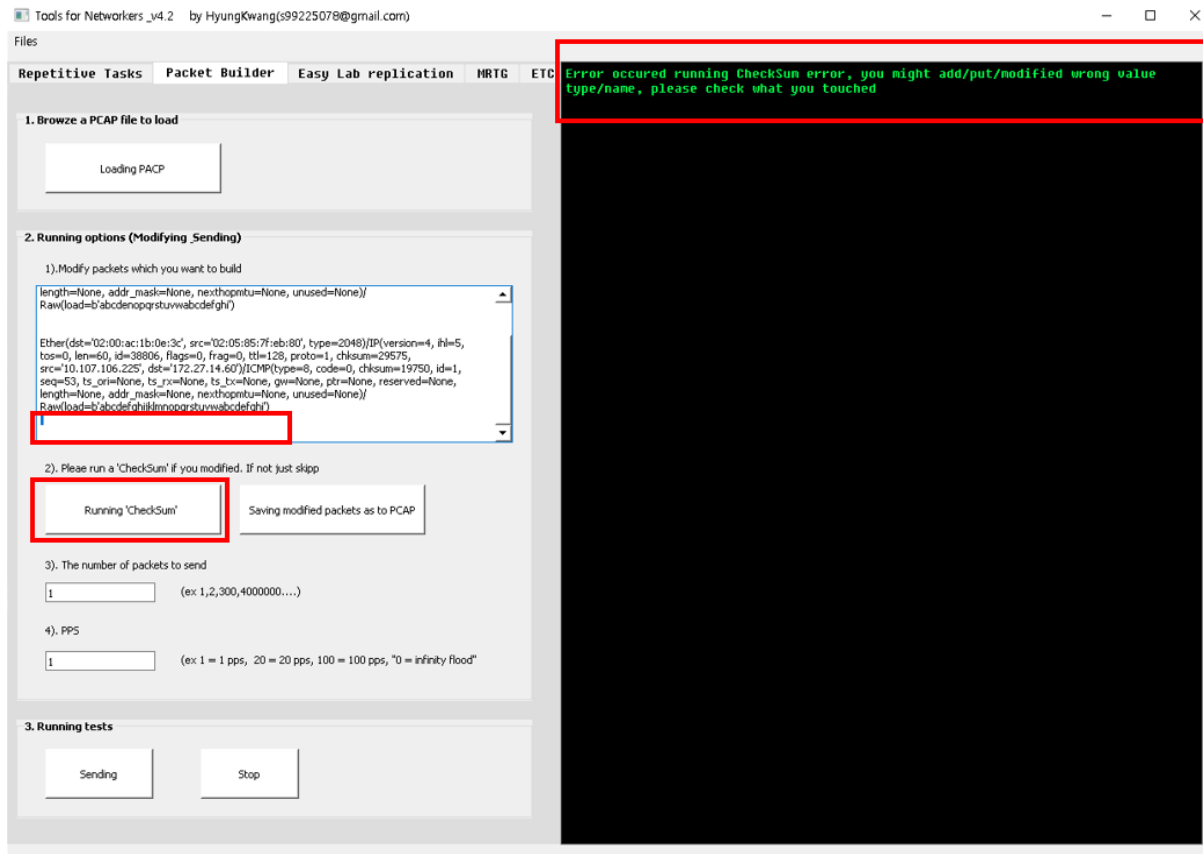 Tools for Networkers _v4.2 by HyungKwang(s99225078@gmail.com)
Files
Repetitive Tasks Packet Builder Easy Lab replication MRTG ETC
Error occured running CheckSum error, you might add/put/modified wrong value
type/name, please check what you touched
1. Browze a PCAP file to load
Loading PACP
2. Running options (Modifying_Sending)
1).Modify packets which you want to build
length=None, addr_mask=None, nexthopmtu=None, unused=None)/
Raw(load=b'abcdenopqrstuvwabcdefghi')
Ether(dst='02:00:ac:1b:0e:3c', src='02:05:85:7f:eb:80', type=2048)/IP(version=4, ihl=5,
tos=0, len=60, id=38806, flags=0, frag=0, ttl=128, proto=1, chksum=29575,
src='10.107.106.225', dst='172.27.14.60')/ICMP(type=8, code=0, chksum=19750, id=1,
seq=53, ts_ori=None, ts_rx=None, ts_tx=None, gw=None, ptr=None, reserved=None,
length=None, addr_mask=None, nexthopmtu=None, unused=None)/
Raw(load=b'abcdefghijklmnopqrstuvwabcdefghi')
2). Pleae run a 'CheckSum' if you modified. If not just skipp
Running 'CheckSum' Saving modified packets as to PCAP
3). The number of packets to send
1 (ex 1,2,300,4000000....)
4). PPS
1 (ex 1 = 1 pps, 20 = 20 pps, 100 = 100 pps, "0 = infinity flood"
3. Running tests
Sending Stop